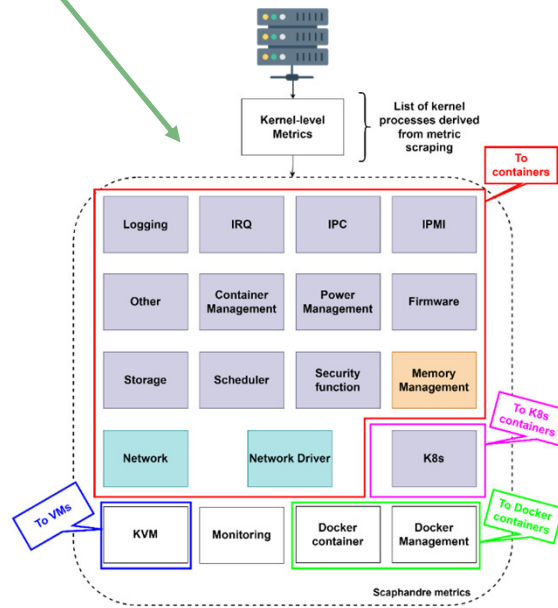 Kernel-level
Metrics
List of kernel
processes derived
from metric
scraping
To
containers
Logging
IRQ
IPC
IPMI
Other
Container
Management
Power
Management
Firmware
Storage
Scheduler
Security
function
Memory
Management
To K8s
containers
Network
Network Driver
K8s
To VMs
KVM
Monitoring
Docker
container
Docker
Management
To Docker
containers
Scaphandre metrics